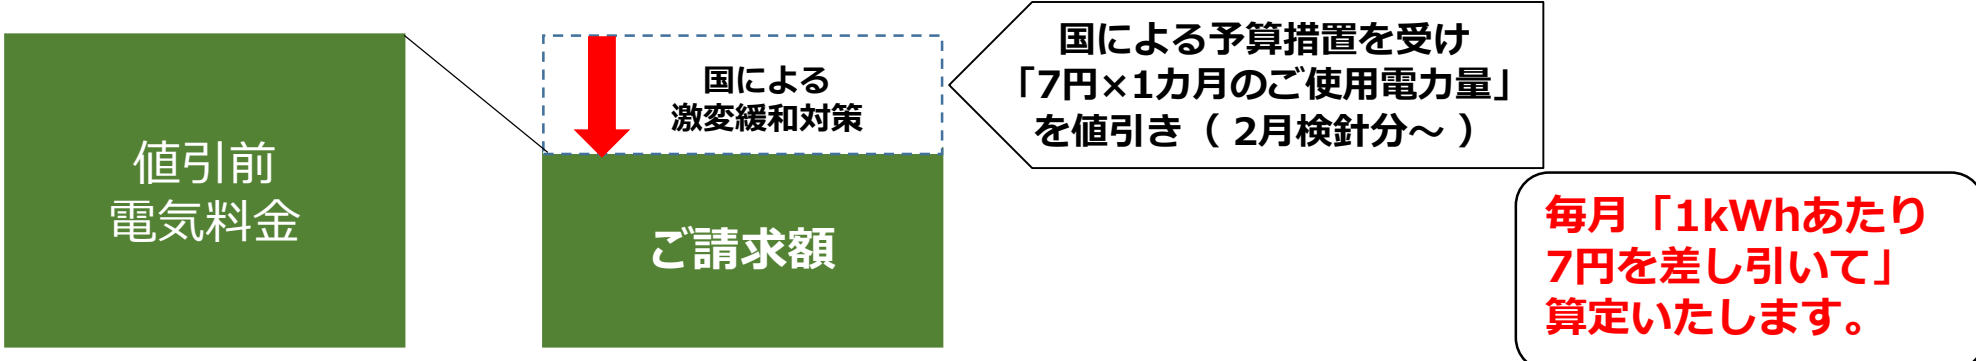 値引前
電気料金
国による
激変緩和対策
ご請求額
国による予算措置を受け
「7円×1カ月のご使用電力量」
を値引き（ 2月検針分～ ）
毎月「1kWhあたり
7円を差し引いて」
算定いたします。